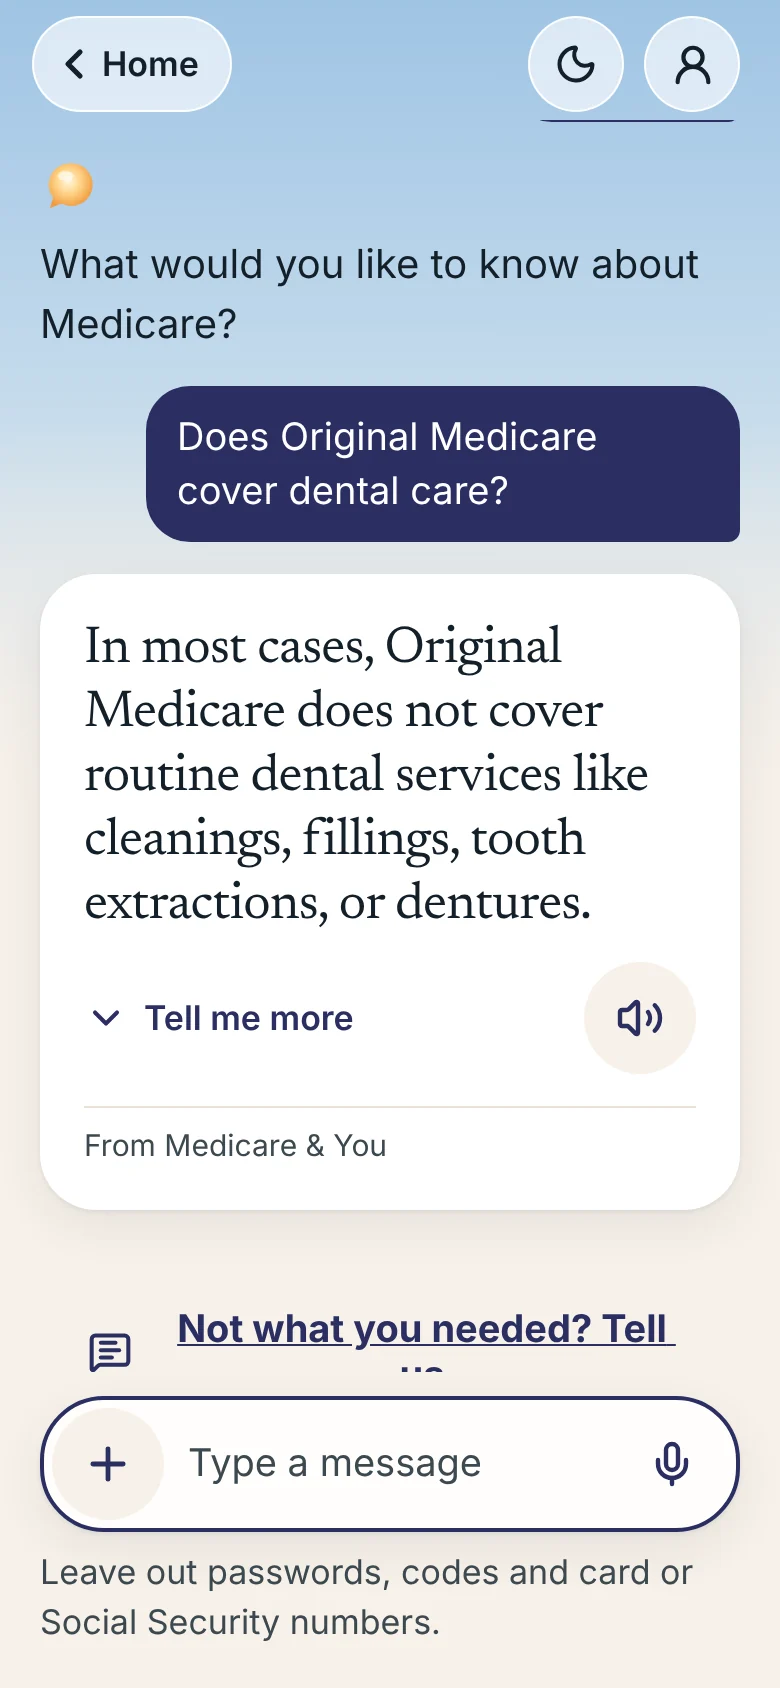 Home
What would you like to know about
Medicare?
Does Original Medicare
cover dental care?
In most cases, Original
Medicare does not cover
routine dental services like
cleanings, fillings, tooth
extractions, or dentures.
Tell me more
From Medicare & You
Not what you needed? Tell
Type a message
Leave out passwords, codes and card or
Social Security numbers.